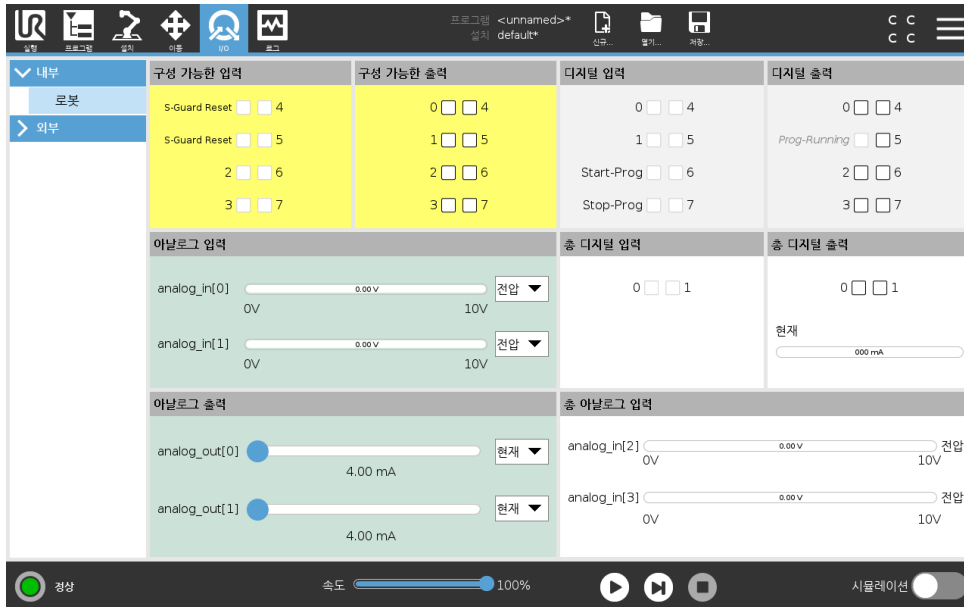 프로그램 <unnamed>*
설치 default*
C C
C C
실행 프로그램 설치 이동 I/O 로그 신규... 열기... 저장...
내부
로봇
외부
구성 가능한 입력
S-Guard Reset 4
S-Guard Reset 5
2 6
3 7
구성 가능한 출력
0 4
1 5
2 6
3 7
디지털 입력
0 4
1 5
Start-Prog 6
Stop-Prog 7
디지털 출력
0 4
Prog-Running 5
2 6
3 7
아날로그 입력
analog_in[0] 0.00 V 전압
0V 10V
analog_in[1] 0.00 V 전압
0V 10V
총 디지털 입력
0 1
총 디지털 출력
0 1
현재
000 mA
아날로그 출력
analog_out[0] 현재
4.00 mA
analog_out[1] 현재
4.00 mA
총 아날로그 입력
analog_in[2] 0.00 V 전압
0V 10V
analog_in[3] 0.00 V 전압
0V 10V
정상 속도 100% 시뮬레이션